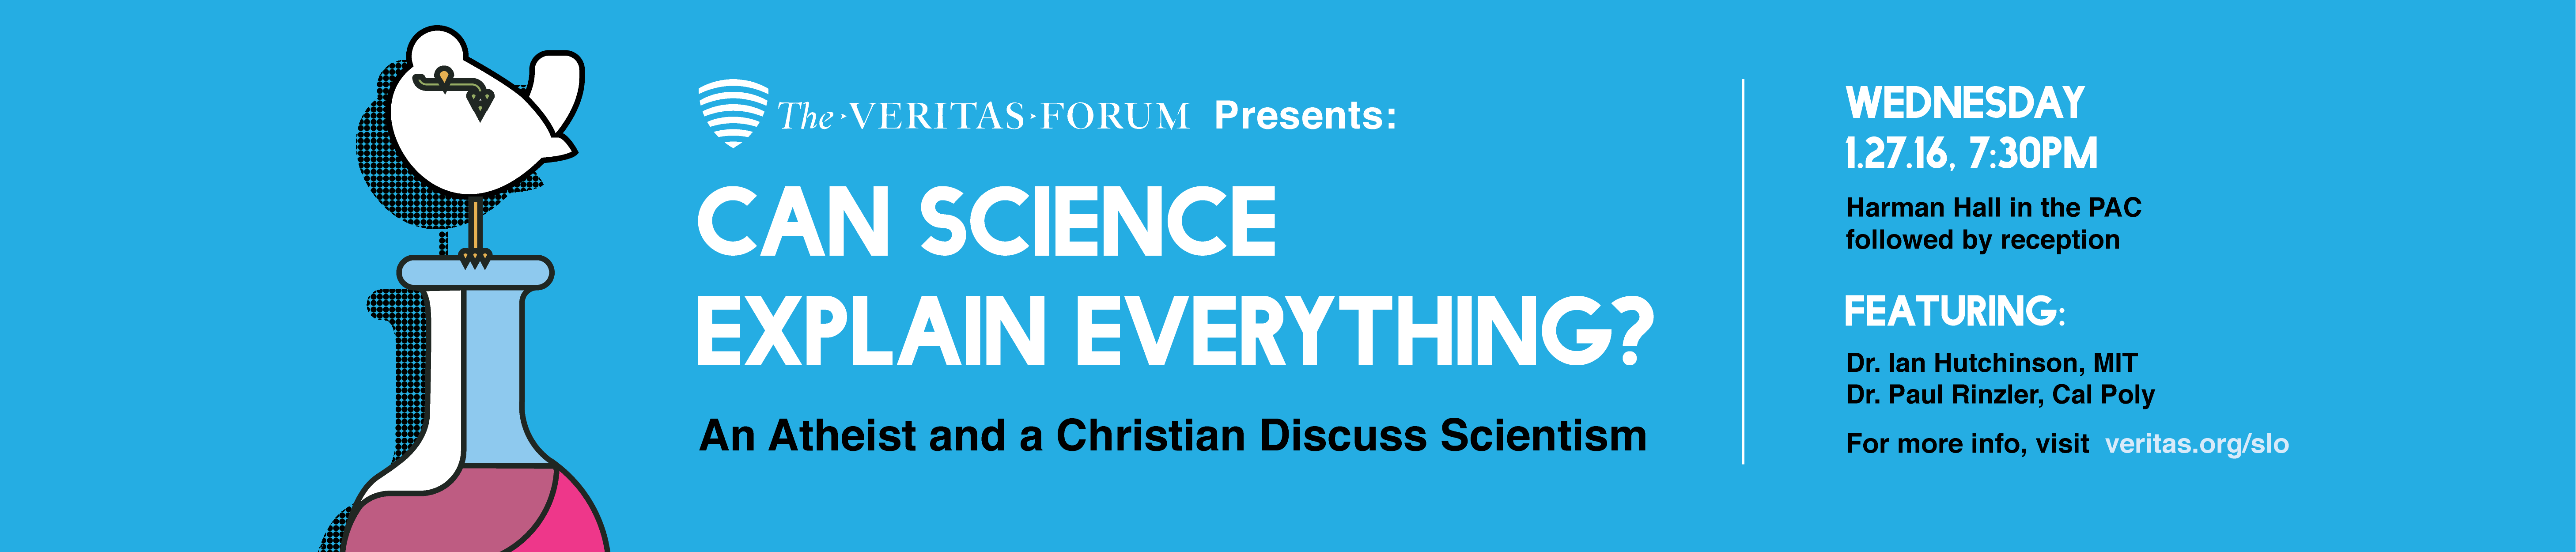 The ‣ VERITAS ‣ FORUM Presents:
CAN SCIENCE
EXPLAIN EVERYTHING?
An Atheist and a Christian Discuss Scientism
WEDNESDAY
1.27.16, 7:30PM
Harman Hall in the PAC
followed by reception
FEATURING:
Dr. Ian Hutchinson, MIT
Dr. Paul Rinzler, Cal Poly
For more info, visit veritas.org/slo